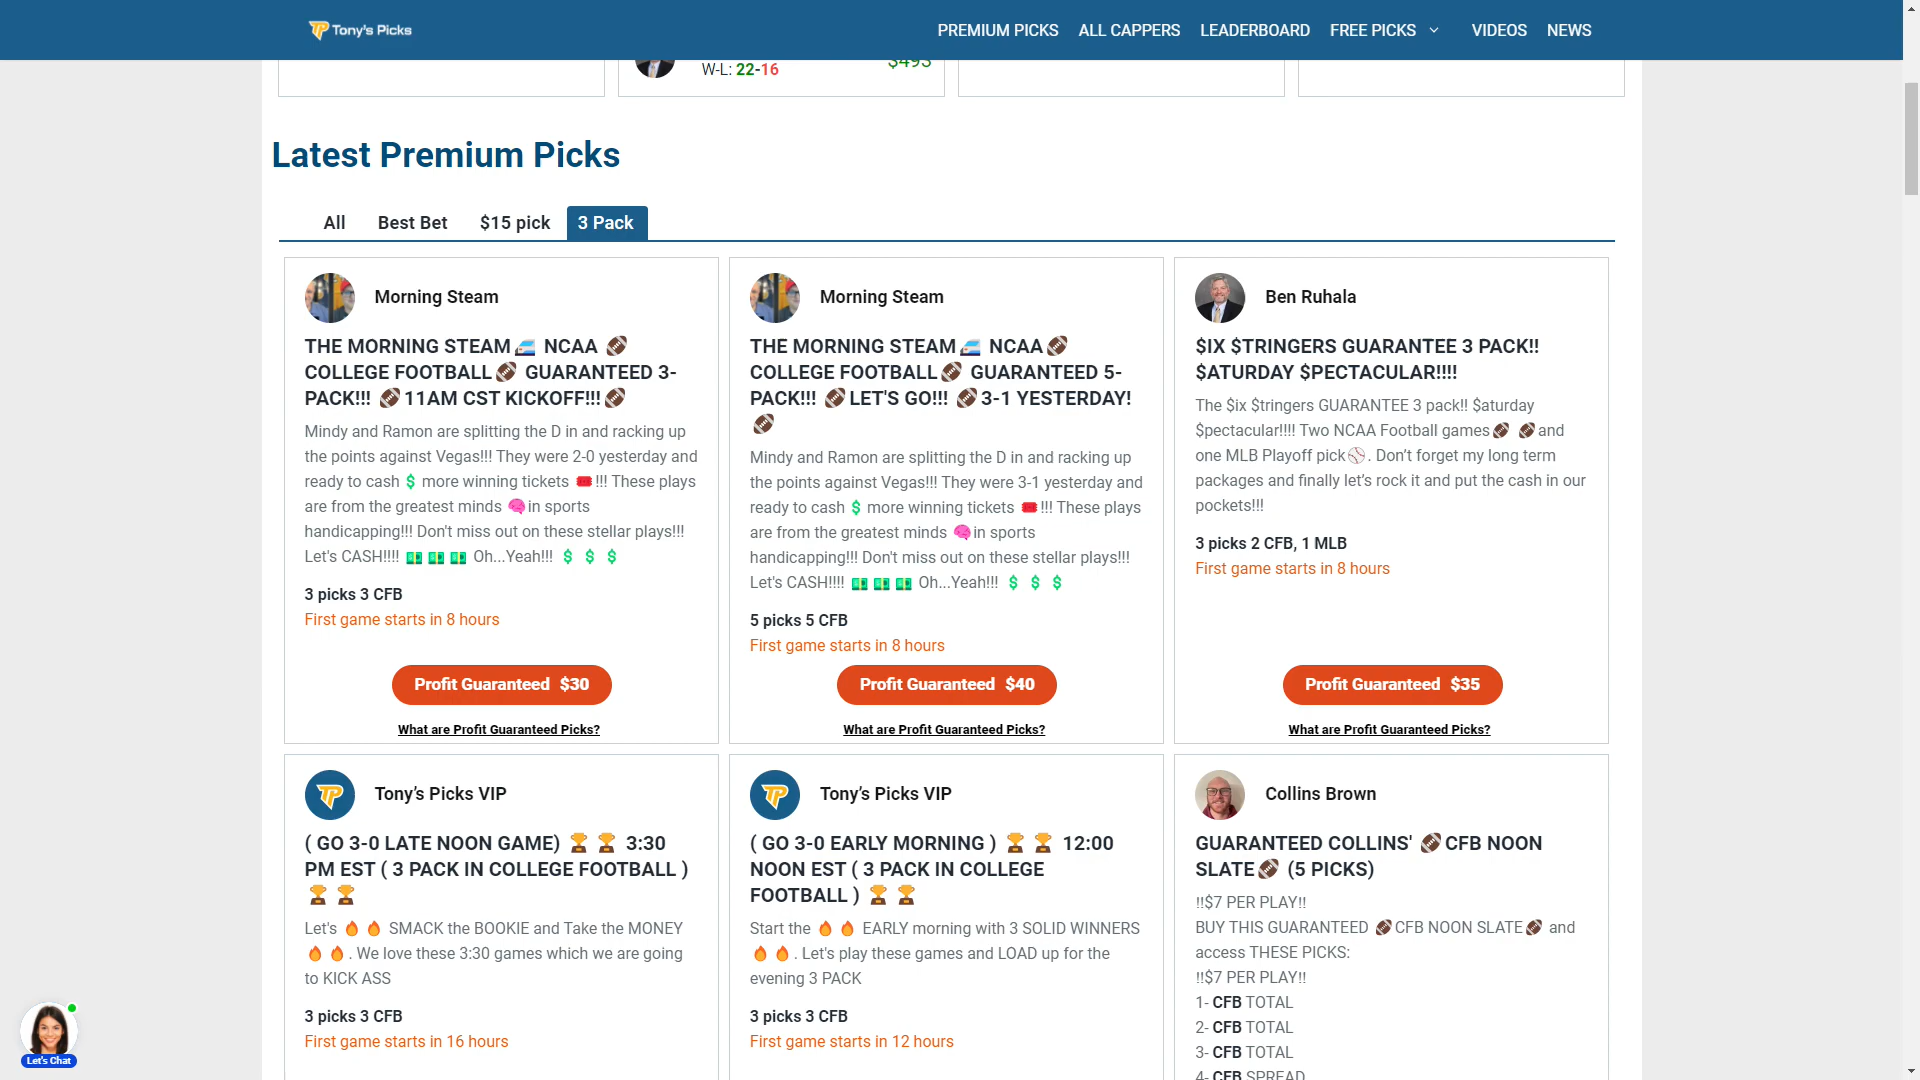 Tony's Picks
PREMIUM PICKS
ALL CAPPERS
LEADERBOARD
FREE PICKS
VIDEOS
NEWS
W-L: 22-16
$493
Latest Premium Picks
All
Best Bet
$15 pick
3 Pack
Morning Steam
THE MORNING STEAM🚅 NCAA 🏈
COLLEGE FOOTBALL🏈 GUARANTEED 3-
PACK!!! 🏈11AM CST KICKOFF!!!🏈
Mindy and Ramon are splitting the D in and racking up
the points against Vegas!!! They were 2-0 yesterday and
ready to cash💲more winning tickets 🎟!!! These plays
are from the greatest minds 🧠in sports
handicapping!!! Don't miss out on these stellar plays!!!
Let's CASH!!!! 💵💵💵 Oh...Yeah!!! 💲💲💲
3 picks 3 CFB
First game starts in 8 hours
Profit Guaranteed $30
What are Profit Guaranteed Picks?
Morning Steam
THE MORNING STEAM🚅 NCAA🏈
COLLEGE FOOTBALL🏈 GUARANTEED 5-
PACK!!! 🏈LET'S GO!!! 🏈3-1 YESTERDAY!
🏈
Mindy and Ramon are splitting the D in and racking up
the points against Vegas!!! They were 3-1 yesterday and
ready to cash💲more winning tickets 🎟!!! These plays
are from the greatest minds 🧠in sports
handicapping!!! Don't miss out on these stellar plays!!!
Let's CASH!!!! 💵💵💵 Oh...Yeah!!! 💲💲💲
5 picks 5 CFB
First game starts in 8 hours
Profit Guaranteed $40
What are Profit Guaranteed Picks?
Ben Ruhala
$IX $TRINGERS GUARANTEE 3 PACK!!
$ATURDAY $PECTACULAR!!!!
The $ix $tringers GUARANTEE 3 pack!! $aturday
$pectacular!!!! Two NCAA Football games🏈 🏈and
one MLB Playoff pick⚾. Don’t forget my long term
packages and finally let’s rock it and put the cash in our
pockets!!!
3 picks 2 CFB, 1 MLB
First game starts in 8 hours
Profit Guaranteed $35
What are Profit Guaranteed Picks?
TP
Tony’s Picks VIP
( GO 3-0 LATE NOON GAME) 🏆🏆 3:30
PM EST ( 3 PACK IN COLLEGE FOOTBALL )
🏆🏆
Let's 🔥🔥 SMACK the BOOKIE and Take the MONEY
🔥🔥. We love these 3:30 games which we are going
to KICK ASS
3 picks 3 CFB
First game starts in 16 hours
TP
Tony’s Picks VIP
( GO 3-0 EARLY MORNING ) 🏆🏆 12:00
NOON EST ( 3 PACK IN COLLEGE
FOOTBALL ) 🏆🏆
Start the 🔥🔥 EARLY morning with 3 SOLID WINNERS
🔥🔥. Let's play these games and LOAD up for the
evening 3 PACK
3 picks 3 CFB
First game starts in 12 hours
Collins Brown
GUARANTEED COLLINS' 🏈CFB NOON
SLATE🏈 (5 PICKS)
‼$7 PER PLAY‼
BUY THIS GUARANTEED 🏈CFB NOON SLATE🏈 and
access THESE PICKS:
‼$7 PER PLAY‼
1- CFB TOTAL
2- CFB TOTAL
3- CFB TOTAL
4- CFB SPREAD
Let's Chat